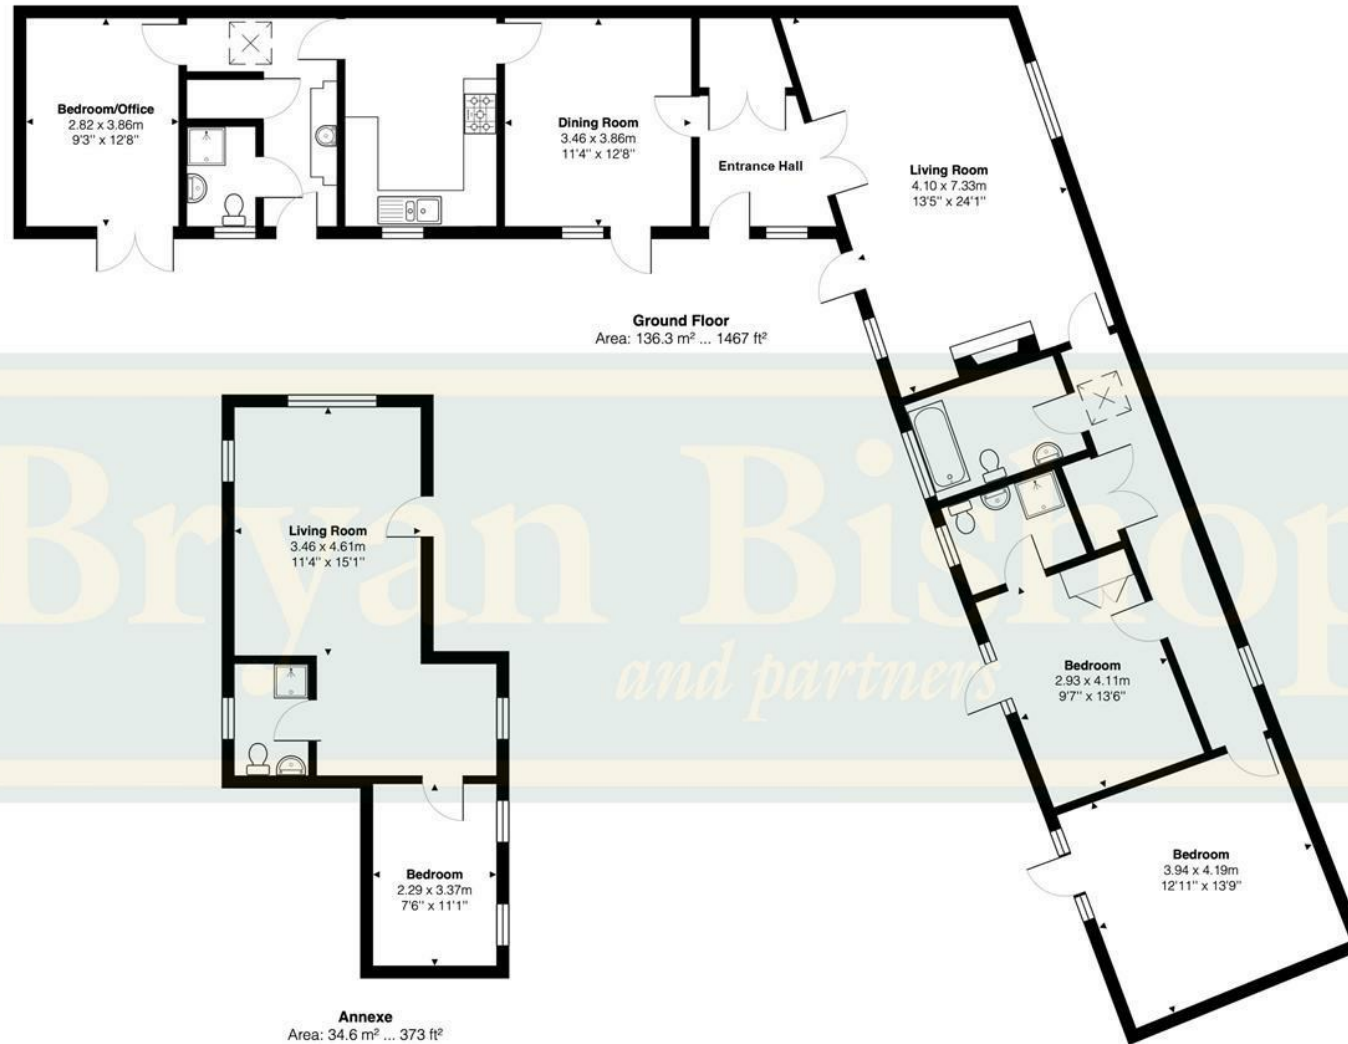 Bedroom/Office
2.82 x 3.86m
9'3'' x 12'8''
Dining Room
3.46 x 3.86m
11'4'' x 12'8''
Entrance Hall
Living Room
4.10 x 7.33m
13'5'' x 24'1''
Ground Floor
Area: 136.3 m² ... 1467 ft²
Bryan Bishop
and partners
Living Room
3.46 x 4.61m
11'4'' x 15'1''
Bedroom
2.93 x 4.11m
9'7'' x 13'6''
Bedroom
3.94 x 4.19m
12'11'' x 13'9''
Bedroom
2.29 x 3.37m
7'6'' x 11'1''
Annexe
Area: 34.6 m² ... 373 ft²